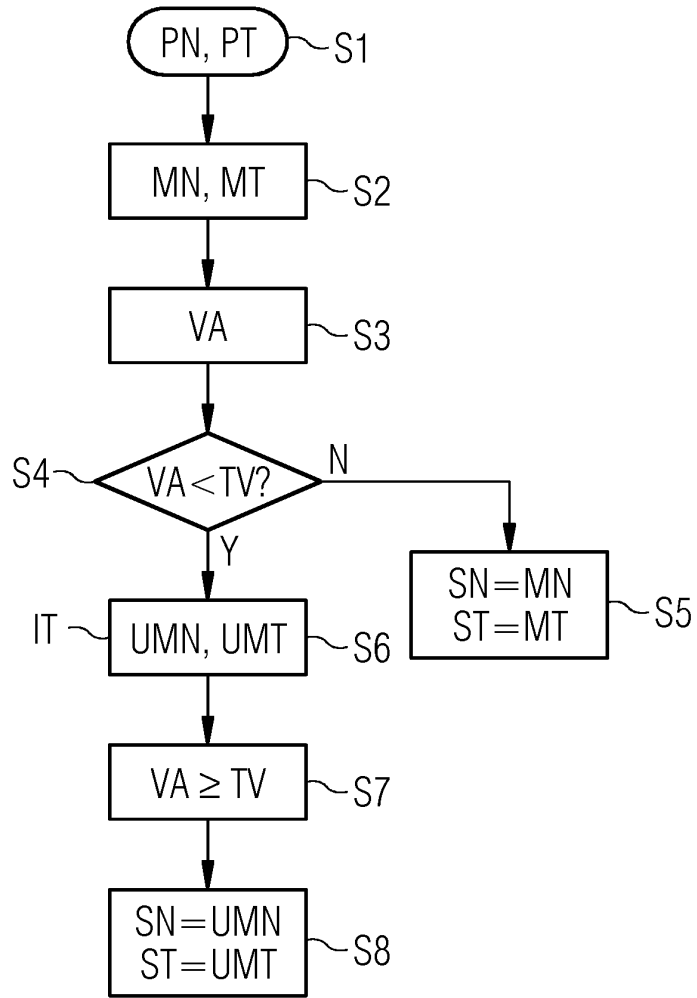 PN, PT
S1
MN, MT
S2
VA
S3
S4
VA<TV?
N
Y
SN=MN
ST=MT
S5
IT
UMN, UMT
S6
VA ≥ TV
S7
SN=UMN
ST=UMT
S8